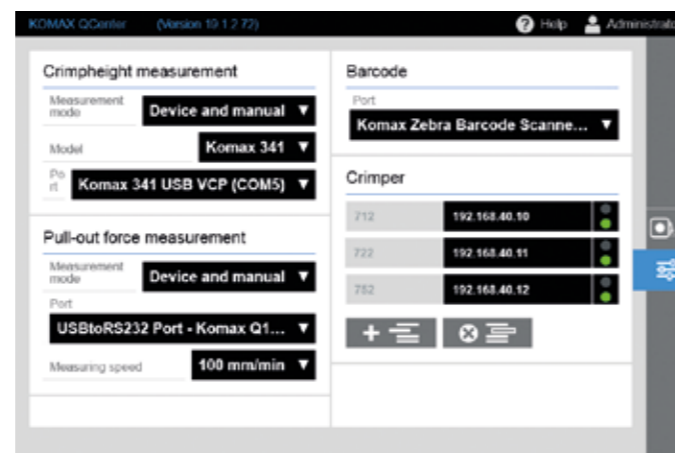 KOMAX QCenter (Version 19.1.2.72) Help Administrato
Crimpheight measurement
Measurement mode Device and manual
Model Komax 341
Port Komax 341 USB VCP (COM5)
Pull-out force measurement
Measurement mode Device and manual
Port
USBtoRS232 Port - Komax Q1...
Measuring speed 100 mm/min
Barcode
Port
Komax Zebra Barcode Scanne...
Crimper
712 192.168.40.10
722 192.168.40.11
752 192.168.40.12